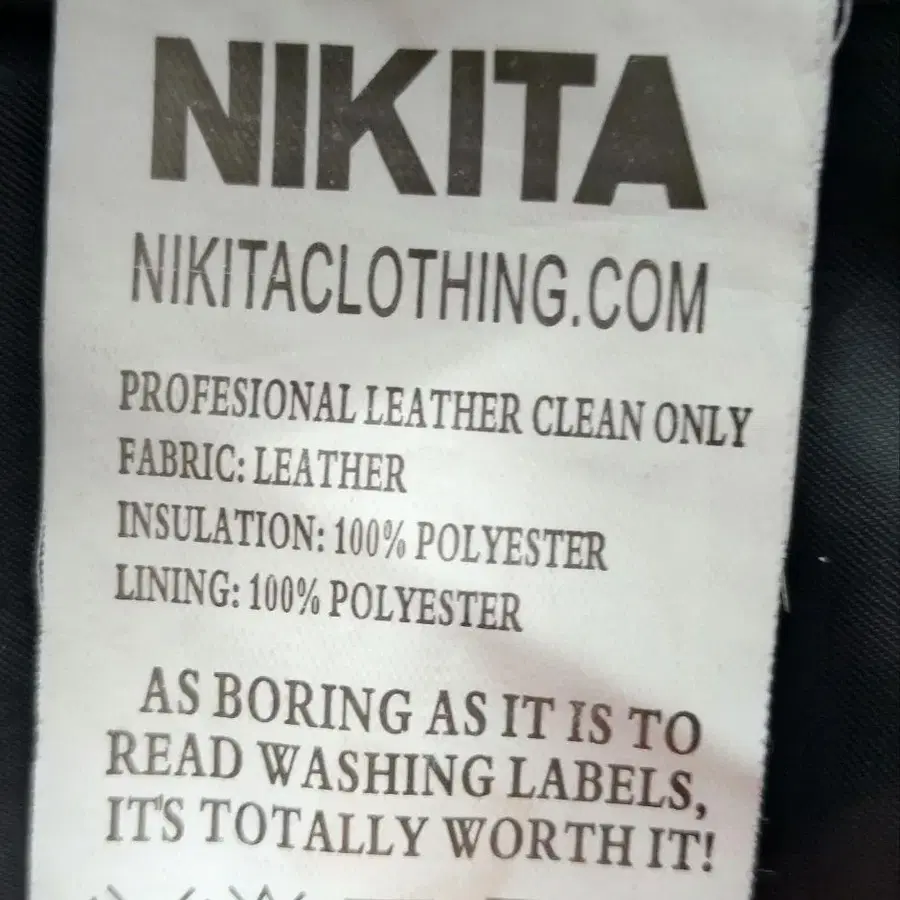 NIKITA
NIKITACLOTHING.COM
PROFESIONAL LEATHER CLEAN ONLY
FABRIC: LEATHER
INSULATION: 100% POLYESTER
LINING: 100% POLYESTER
AS BORING AS IT IS TO
READ WASHING LABELS,
IT'S TOTALLY WORTH IT!